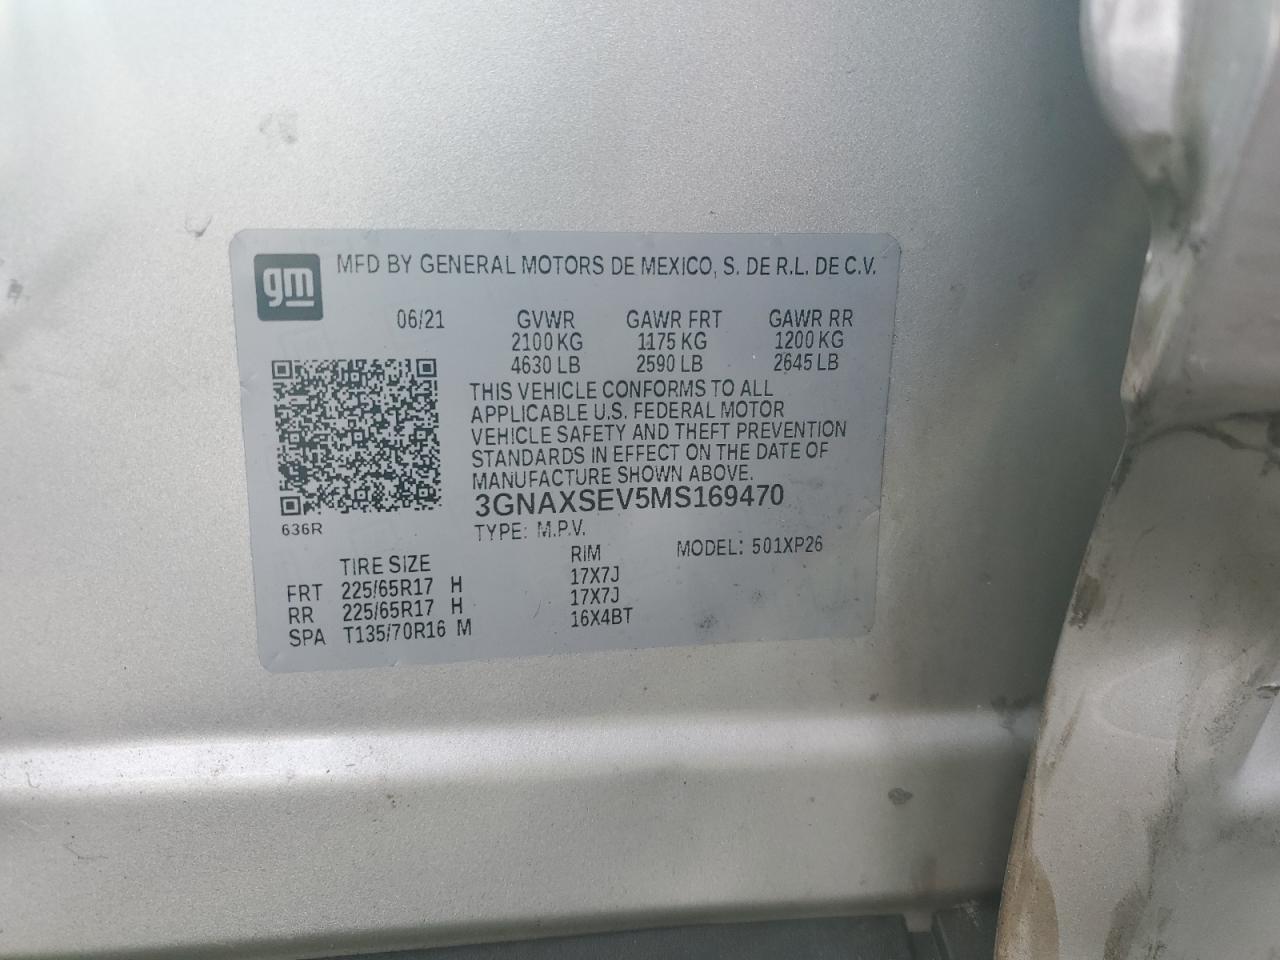 gm MFD BY GENERAL MOTORS DE MEXICO, S. DE R.L. DE C.V.
06/21 GVWR GAWR FRT GAWR RR
2100 KG 1175 KG 1200 KG
4630 LB 2590 LB 2645 LB
THIS VEHICLE CONFORMS TO ALL
APPLICABLE U.S. FEDERAL MOTOR
VEHICLE SAFETY AND THEFT PREVENTION
STANDARDS IN EFFECT ON THE DATE OF
MANUFACTURE SHOWN ABOVE.
3GNAXSEV5MS169470
636R
TYPE: M.P.V.
TIRE SIZE RIM MODEL: 501XP26
FRT 225/65R17 H 17X7J
RR 225/65R17 H 17X7J
SPA T135/70R16 M 16X4BT